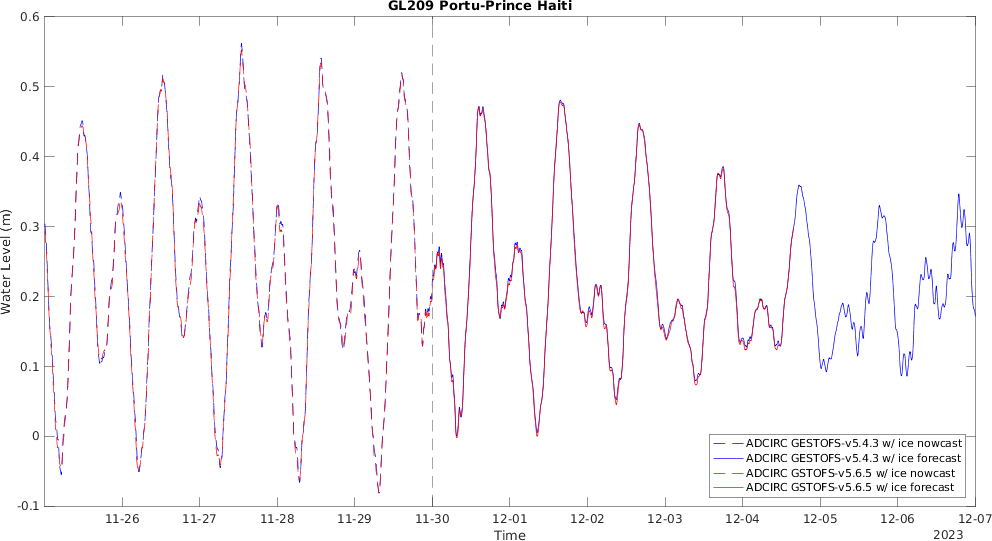 GL209 Portu-Prince Haiti
0.6
0.5
0.4
0.3
0.2
0.1
0
-0.1
Water Level (m)
11-26 11-27 11-28 11-29 11-30 12-01 12-02 12-03 12-04 12-05 12-06 12-07
Time
2023
ADCIRC GESTOFS-v5.4.3 w/ ice nowcast
ADCIRC GESTOFS-v5.4.3 w/ ice forecast
ADCIRC GSTOFS-v5.6.5 w/ ice nowcast
ADCIRC GSTOFS-v5.6.5 w/ ice forecast